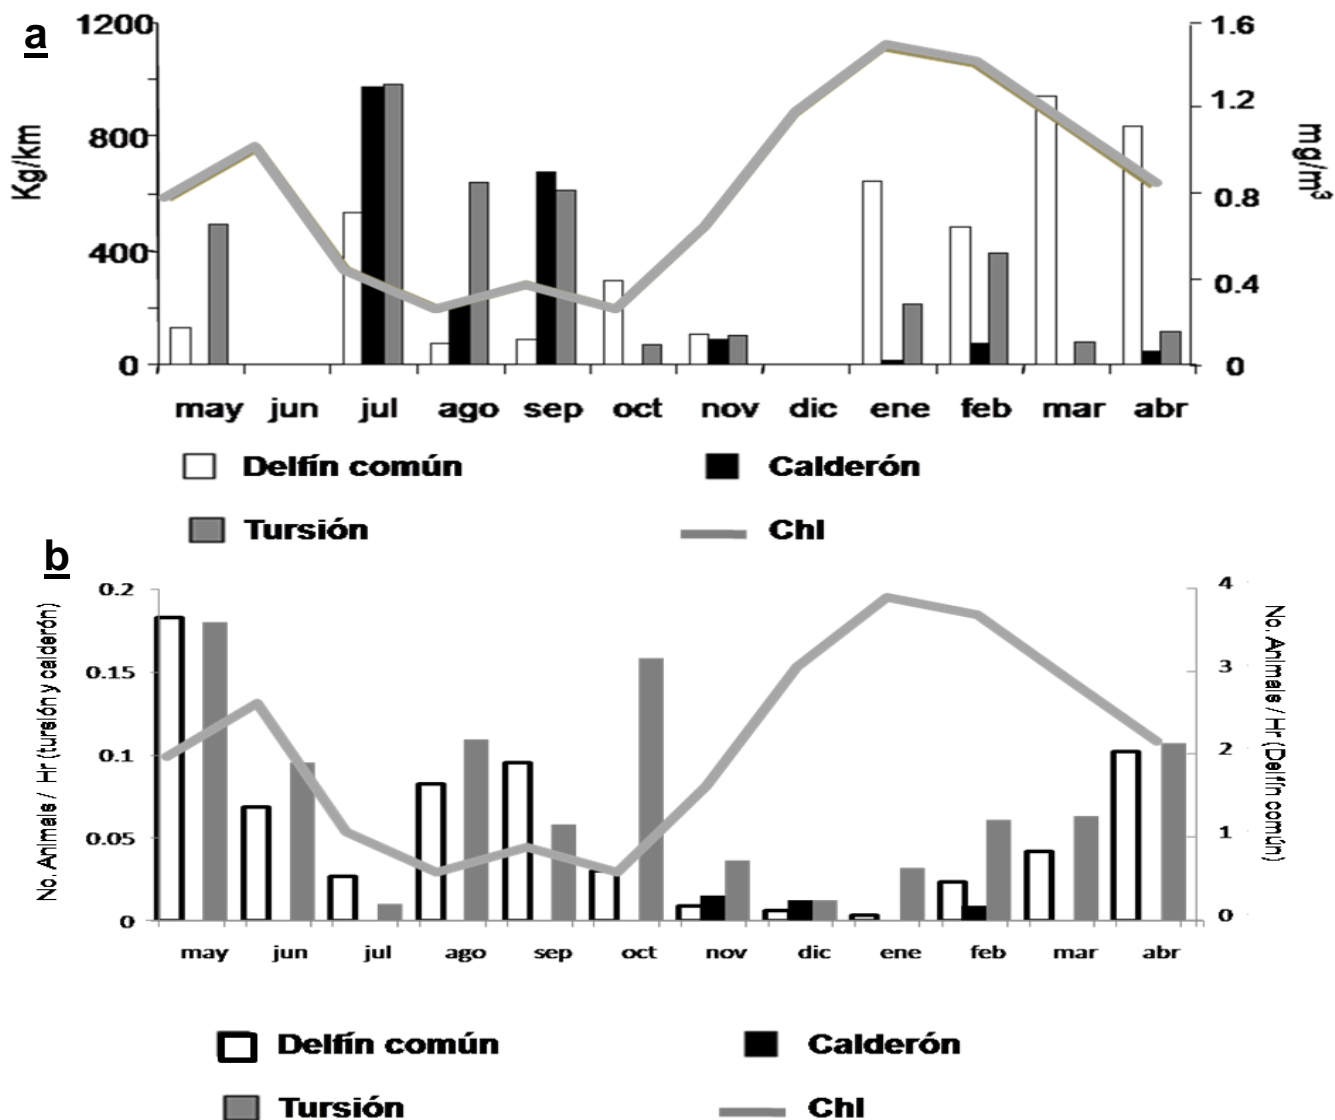 a
1200
800
400
0
Kg/km
1.6
1.2
0.8
0.4
0
mg/m³
may jun jul ago sep oct nov dic ene feb mar abr
Delfín común Calderón
Tursión Chl
b
0.2
0.15
0.1
0.05
0
No. Animals / Hr (tursión y calderón)
4
3
2
1
0
No. Animals / Hr (Delfín común)
may jun jul ago sep oct nov dic ene feb mar abr
Delfín común Calderón
Tursión Chl